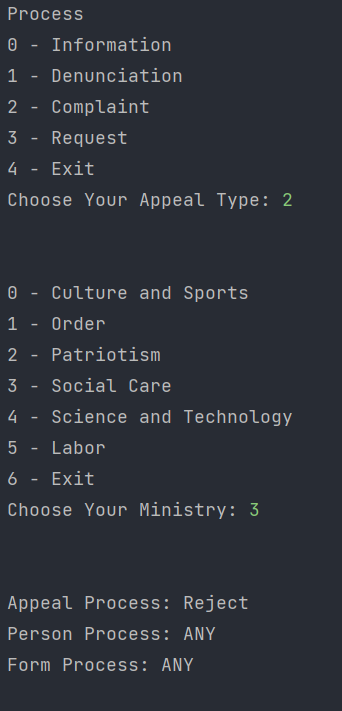 Process
0 - Information
1 - Denunciation
2 - Complaint
3 - Request
4 - Exit
Choose Your Appeal Type: 2
0 - Culture and Sports
1 - Order
2 - Patriotism
3 - Social Care
4 - Science and Technology
5 - Labor
6 - Exit
Choose Your Ministry: 3
Appeal Process: Reject
Person Process: ANY
Form Process: ANY